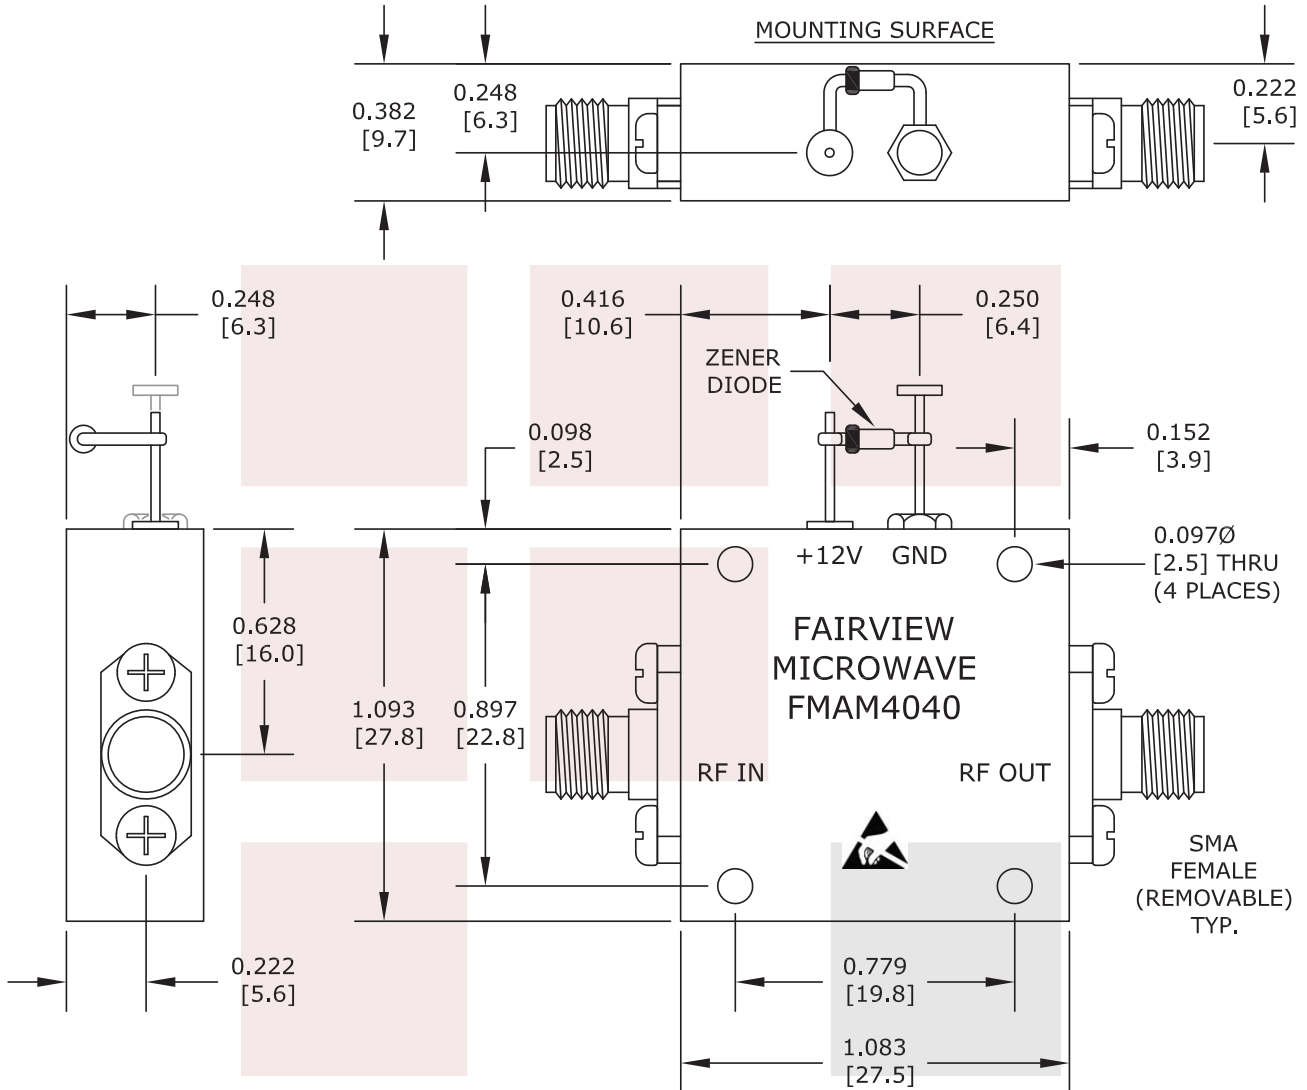 MOUNTING SURFACE
0.382
[9.7]
0.248
[6.3]
0.222
[5.6]
0.248
[6.3]
0.416
[10.6]
0.250
[6.4]
ZENER
DIODE
0.098
[2.5]
0.152
[3.9]
+12V GND
0.097Ø
[2.5] THRU
(4 PLACES)
0.628
[16.0]
FAIRVIEW
MICROWAVE
FMAM4040
1.093
[27.8]
0.897
[22.8]
RF IN
RF OUT
SMA
FEMALE
(REMOVABLE)
TYP.
0.222
[5.6]
0.779
[19.8]
1.083
[27.5]